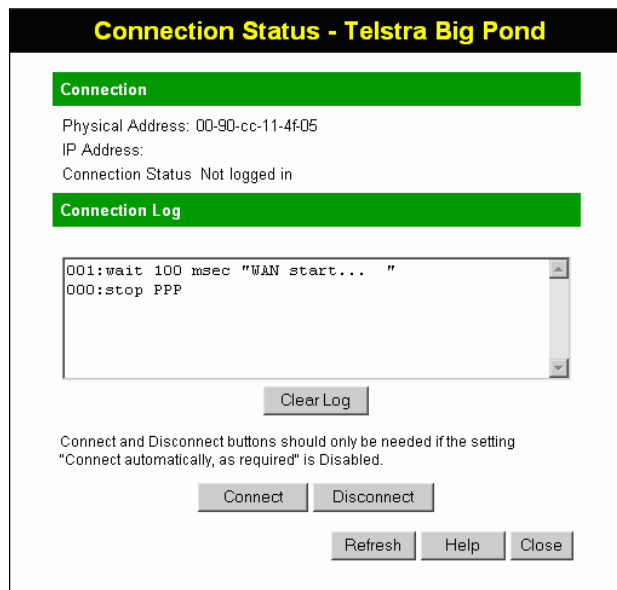 Connection Status - Telstra Big Pond
Connection
Physical Address: 00-90-cc-11-4f-05
IP Address:
Connection Status Not logged in
Connection Log
001:wait 100 msec "WAN start... "
000:stop PPP
Clear Log
Connect and Disconnect buttons should only be needed if the setting
"Connect automatically, as required" is Disabled.
Connect Disconnect
Refresh Help Close